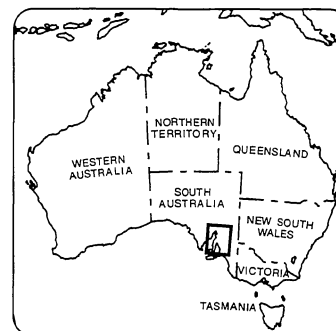 NORTHERN
TERRITORY
QUEENSLAND
WESTERN
AUSTRALIA
SOUTH
AUSTRALIA
NEW SOUTH
WALES
VICTORIA
TASMANIA